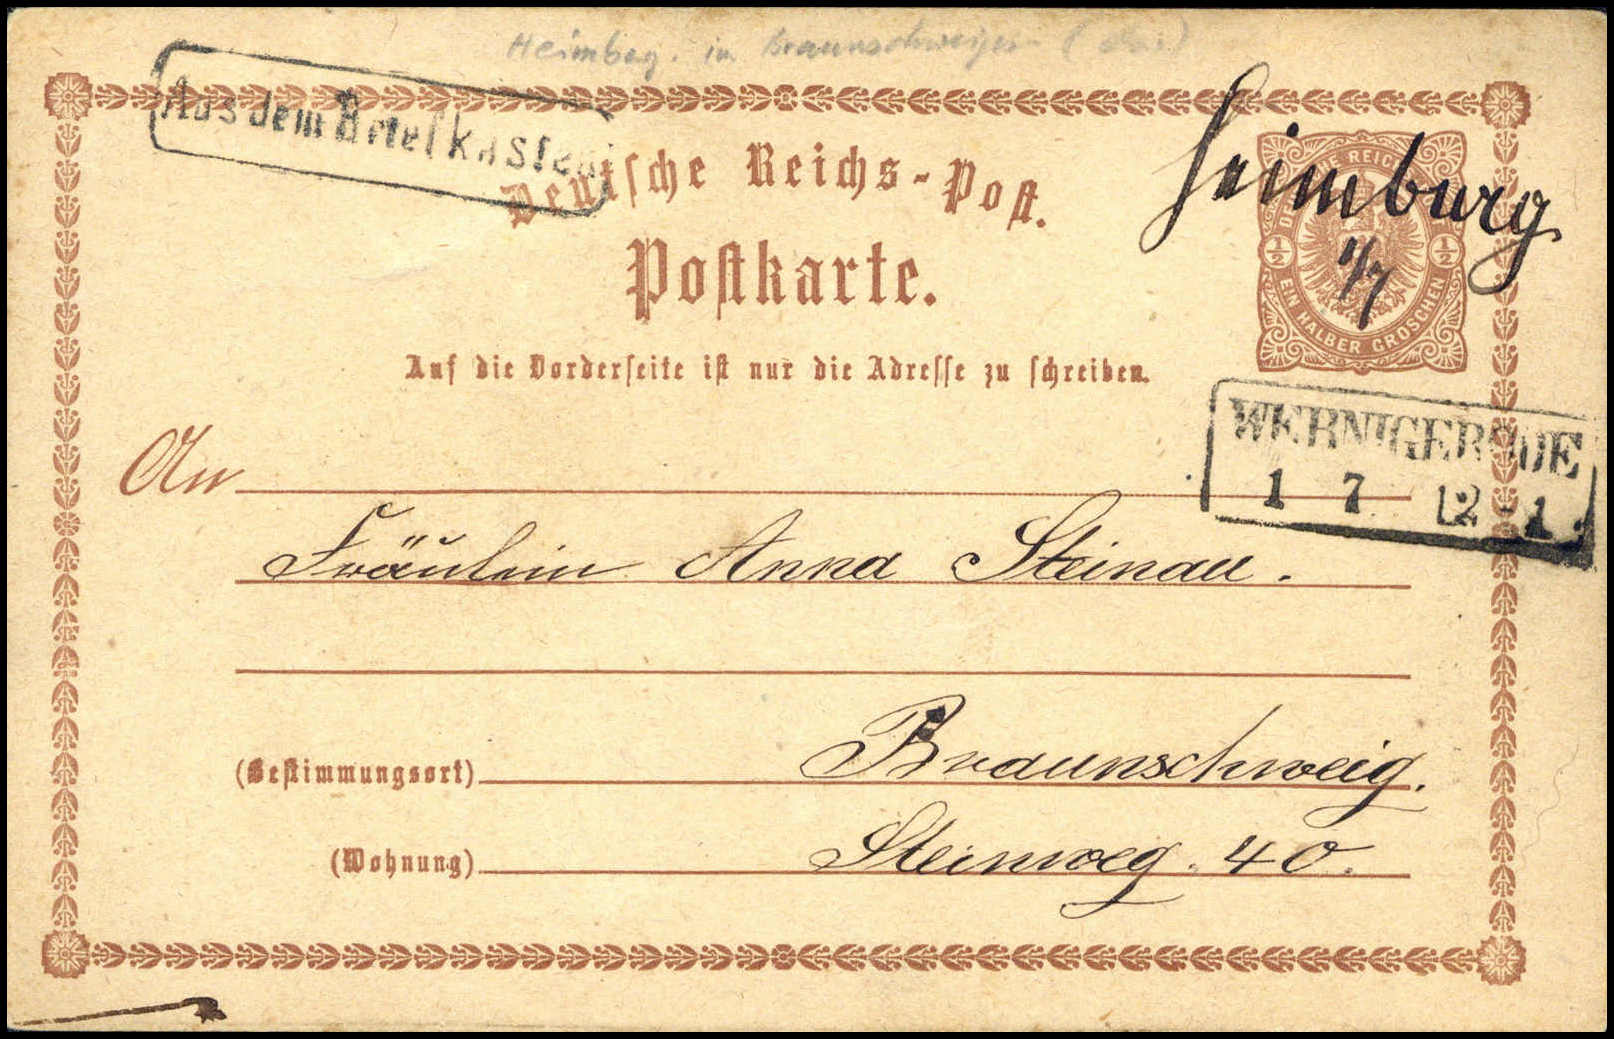 Heimburg. in Braunschweig
Aus dem Briefkasten
Heimburg
1/7
Deutsche Reichs-Post.
DEUTSCHE REICHSPOST
½ ½
EIN HALBER GROSCHEN
Postkarte.
Auf die Vorderseite ist nur die Adresse zu schreiben.
WERNIGERODE
1 7 12-1
An
Fräulein Anna Steinau.
(Bestimmungsort) Braunschweig.
(Wohnung) Steinweg. 40.